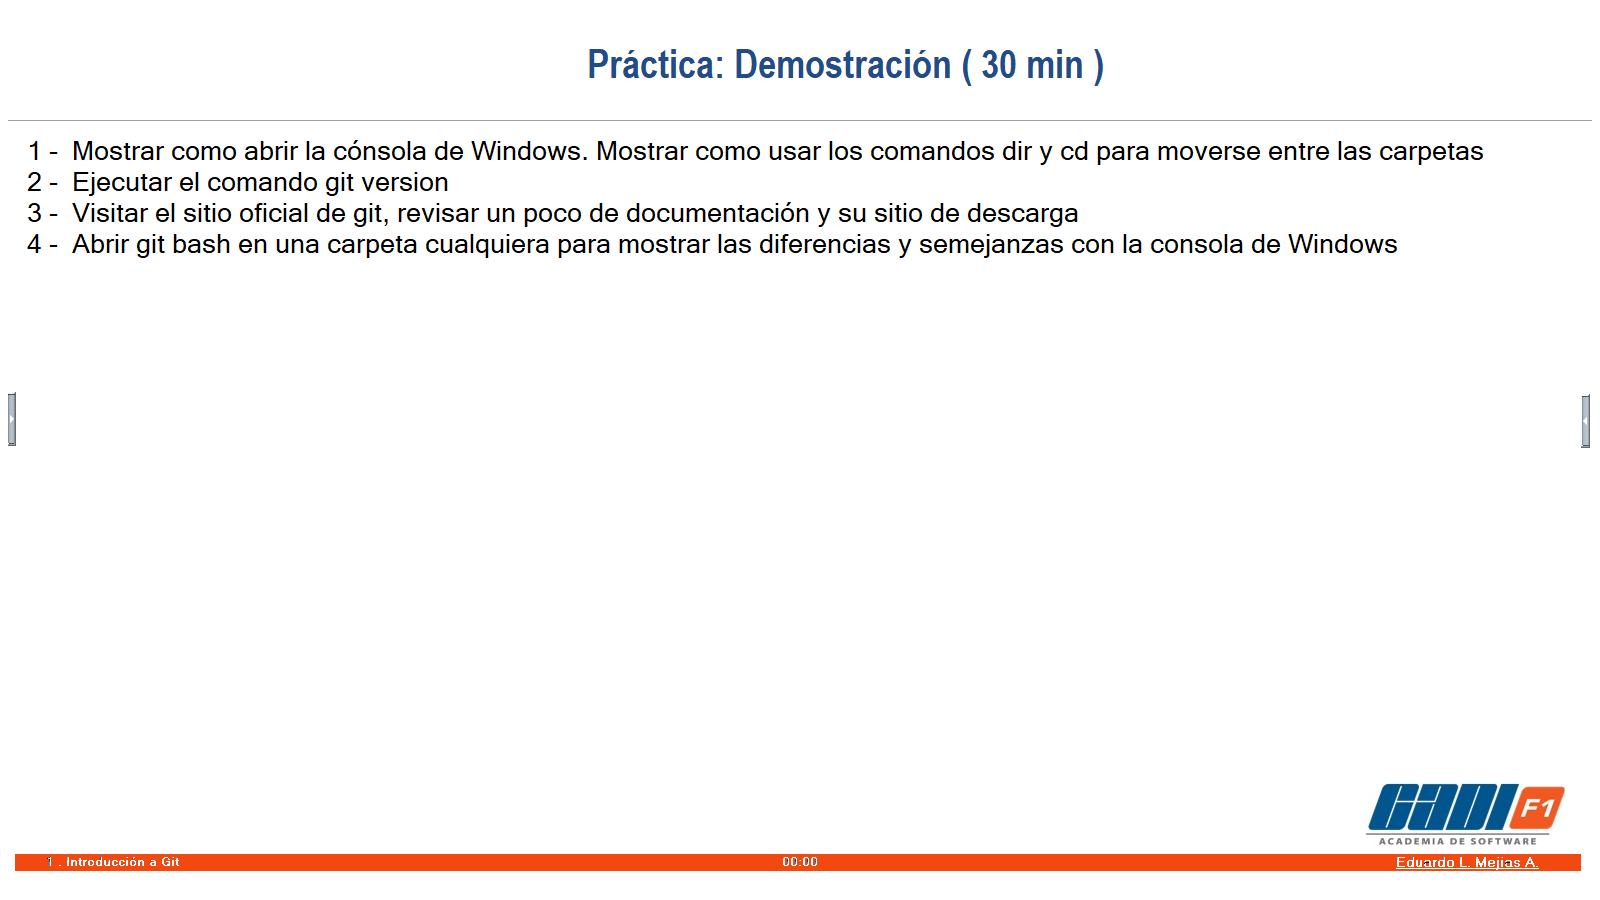 Práctica: Demostración ( 30 min )
1 - Mostrar como abrir la cónsola de Windows. Mostrar como usar los comandos dir y cd para moverse entre las carpetas
2 - Ejecutar el comando git version
3 - Visitar el sitio oficial de git, revisar un poco de documentación y su sitio de descarga
4 - Abrir git bash en una carpeta cualquiera para mostrar las diferencias y semejanzas con la consola de Windows
CADI F1
ACADEMIA DE SOFTWARE
1 . Introducción a Git
00:00
Eduardo L. Mejias A.